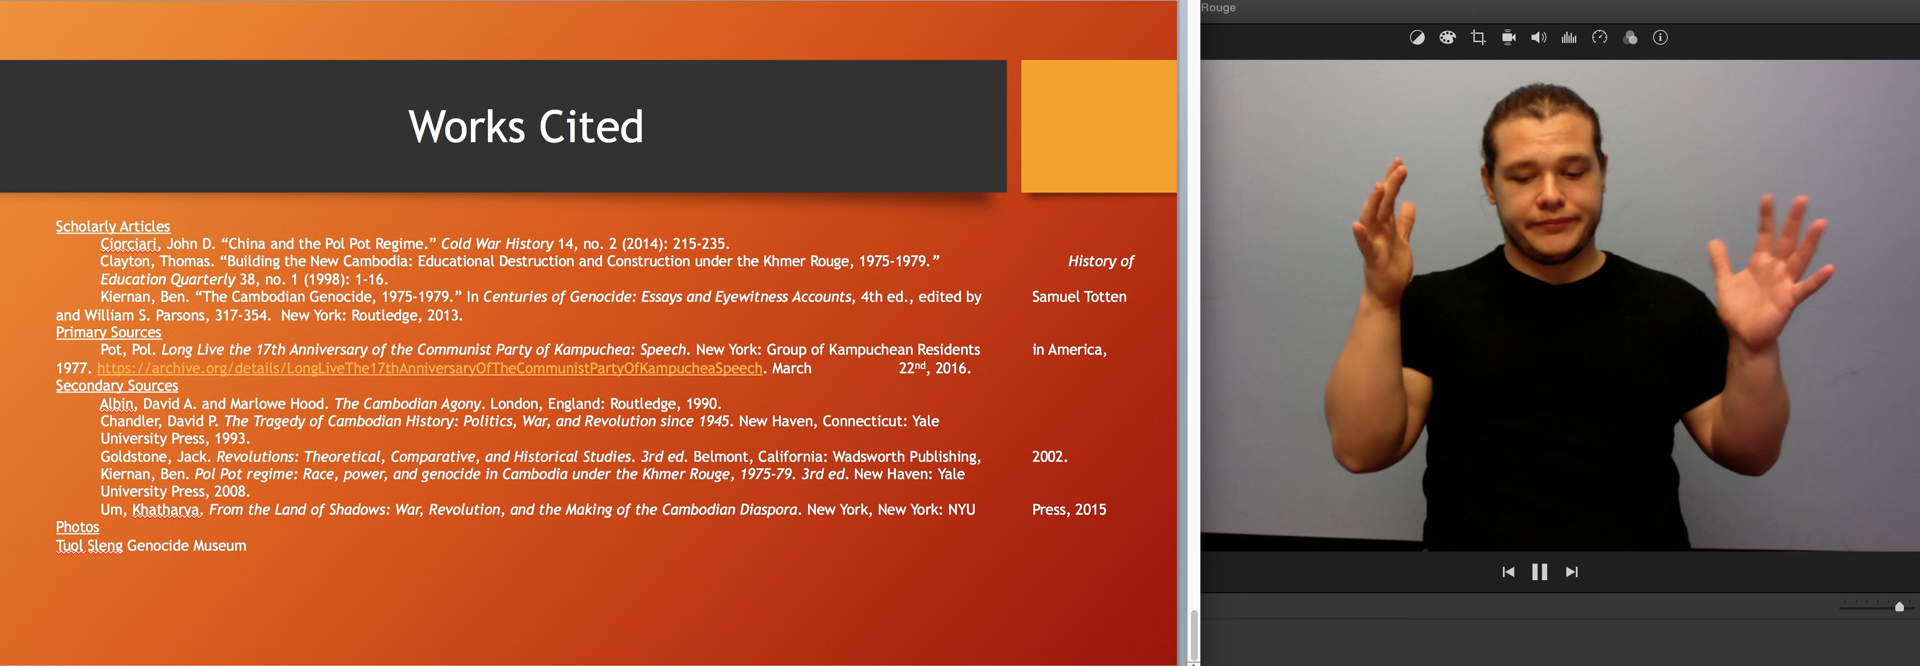 Rouge
Works Cited
Scholarly Articles
Ciorciari, John D. “China and the Pol Pot Regime.” Cold War History 14, no. 2 (2014): 215-235.
Clayton, Thomas. “Building the New Cambodia: Educational Destruction and Construction under the Khmer Rouge, 1975-1979.” History of
Education Quarterly 38, no. 1 (1998): 1-16.
Kiernan, Ben. “The Cambodian Genocide, 1975-1979.” In Centuries of Genocide: Essays and Eyewitness Accounts, 4th ed., edited by Samuel Totten
and William S. Parsons, 317-354. New York: Routledge, 2013.
Primary Sources
Pot, Pol. Long Live the 17th Anniversary of the Communist Party of Kampuchea: Speech. New York: Group of Kampuchean Residents in America,
1977. https://archive.org/details/LongLiveThe17thAnniversaryOfTheCommunistPartyOfKampucheaSpeech. March 22nd, 2016.
Secondary Sources
Albin, David A. and Marlowe Hood. The Cambodian Agony. London, England: Routledge, 1990.
Chandler, David P. The Tragedy of Cambodian History: Politics, War, and Revolution since 1945. New Haven, Connecticut: Yale
University Press, 1993.
Goldstone, Jack. Revolutions: Theoretical, Comparative, and Historical Studies. 3rd ed. Belmont, California: Wadsworth Publishing, 2002.
Kiernan, Ben. Pol Pot regime: Race, power, and genocide in Cambodia under the Khmer Rouge, 1975-79. 3rd ed. New Haven: Yale
University Press, 2008.
Um, Khatharya. From the Land of Shadows: War, Revolution, and the Making of the Cambodian Diaspora. New York, New York: NYU Press, 2015
Photos
Tuol Sleng Genocide Museum